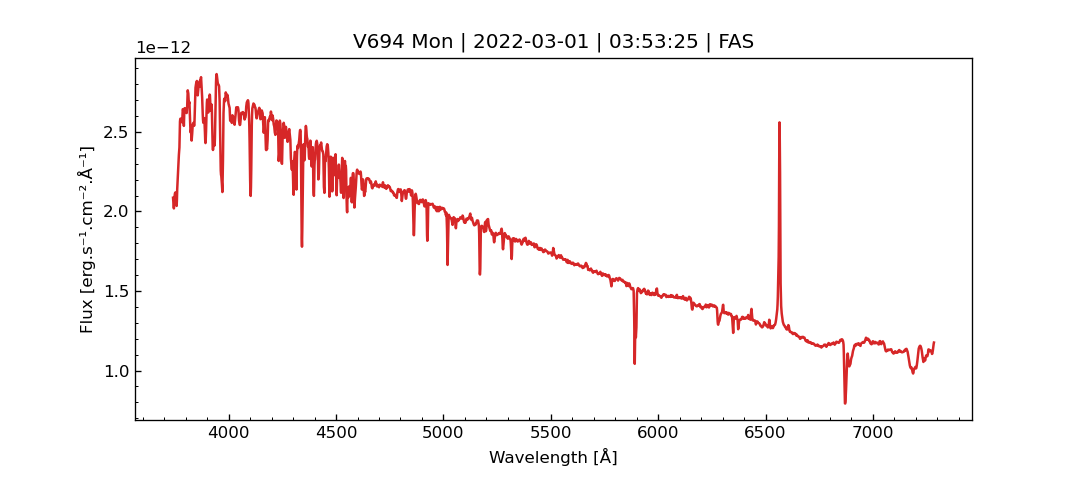 V694 Mon | 2022-03-01 | 03:53:25 | FAS
1e−12
2.5
2.0
1.5
1.0
Flux [erg.s⁻¹.cm⁻².Å⁻¹]
4000 4500 5000 5500 6000 6500 7000
Wavelength [Å]